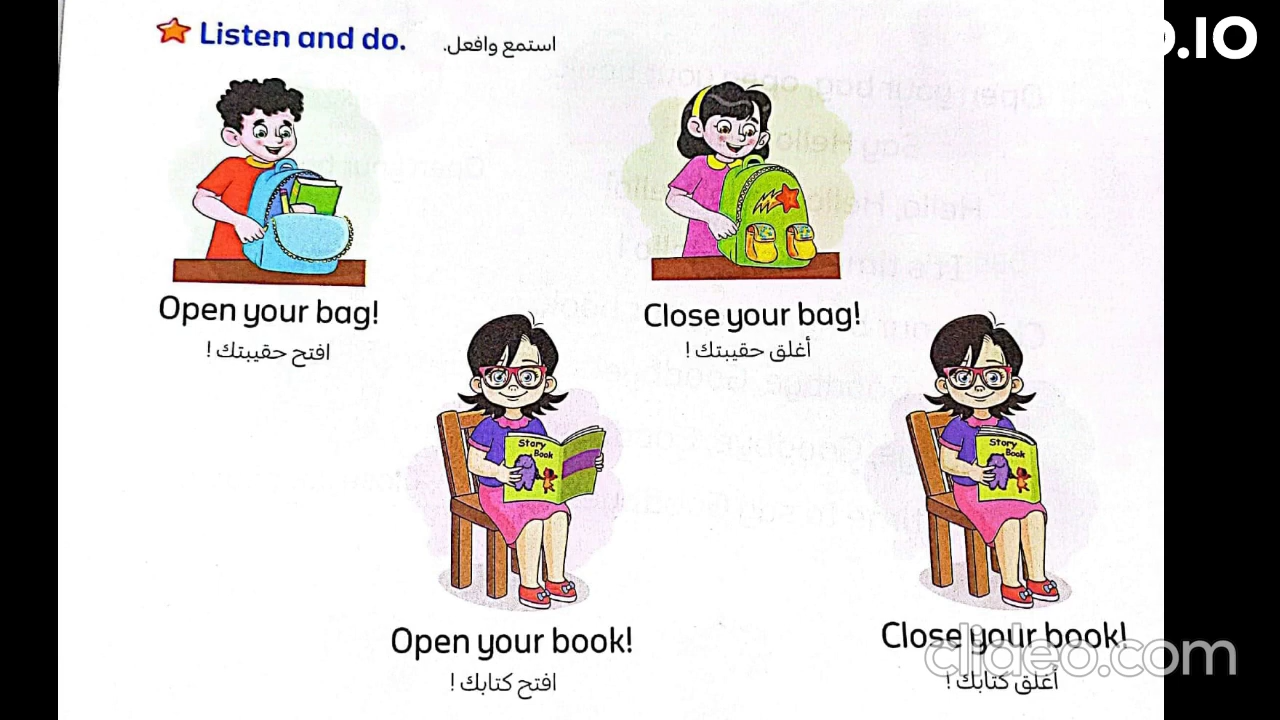 Listen and do. استمع وافعل.
Open your bag!
افتح حقيبتك !
Close your bag!
أغلق حقيبتك !
Story
Book
Story
Book
Open your book!
افتح كتابك !
Close your book!
أغلق كتابك !
clideo.com
.IO